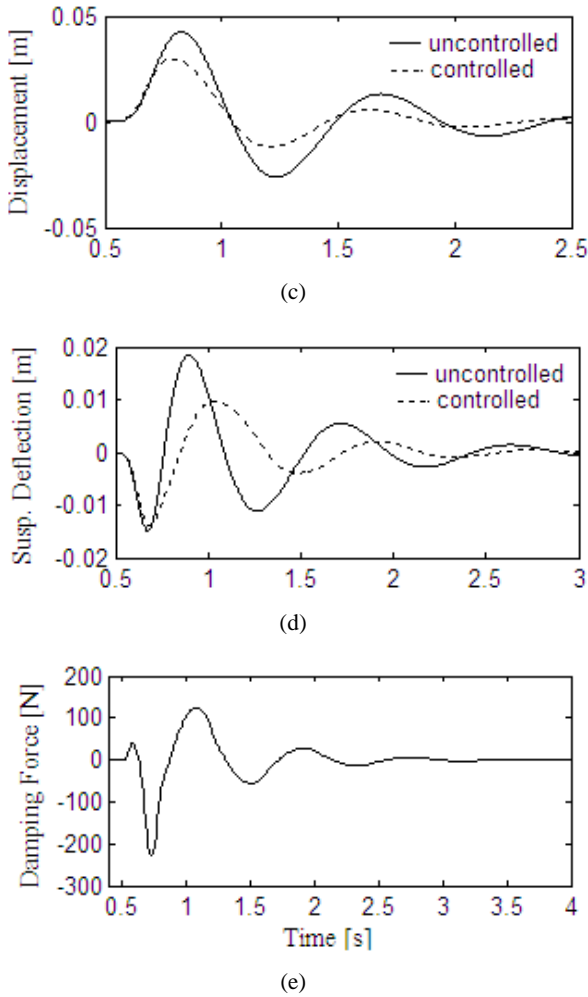 0.05
0
-0.05
Displacement [m]
uncontrolled
controlled
0.5 1 1.5 2 2.5
(c)
0.02
0.01
0
-0.01
-0.02
Susp. Deflection [m]
uncontrolled
controlled
0.5 1 1.5 2 2.5 3
(d)
200
100
0
-100
-200
-300
Damping Force [N]
0.5 1 1.5 2 2.5 3 3.5 4
Time [s]
(e)